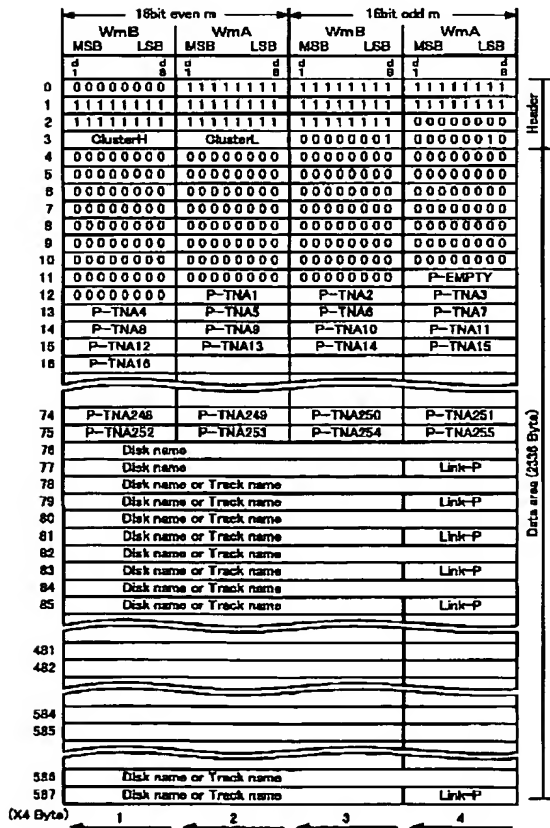 16bit even m 16bit odd m
WmB WmA WmB WmA
MSB LSB MSB LSB MSB LSB MSB LSB
d d d d d d d d
1 8 1 8 1 8 1 8
0 00000000 11111111 11111111 11111111
1 11111111 11111111 11111111 11111111
2 11111111 11111111 11111111 00000000
3 ClusterH ClusterL 00000001 00000010
4 00000000 00000000 00000000 00000000
5 00000000 00000000 00000000 00000000
6 00000000 00000000 00000000 00000000
7 00000000 00000000 00000000 00000000
8 00000000 00000000 00000000 00000000
9 00000000 00000000 00000000 00000000
10 00000000 00000000 00000000 00000000
11 00000000 00000000 00000000 P-EMPTY
12 00000000 P-TNA1 P-TNA2 P-TNA3
13 P-TNA4 P-TNA5 P-TNA6 P-TNA7
14 P-TNA8 P-TNA9 P-TNA10 P-TNA11
15 P-TNA12 P-TNA13 P-TNA14 P-TNA15
16 P-TNA16
74 P-TNA248 P-TNA249 P-TNA250 P-TNA251
75 P-TNA252 P-TNA253 P-TNA254 P-TNA255
76 Disk name
77 Disk name Link-P
78 Disk name or Track name
79 Disk name or Track name Link-P
80 Disk name or Track name
81 Disk name or Track name Link-P
82 Disk name or Track name
83 Disk name or Track name Link-P
84 Disk name or Track name
85 Disk name or Track name Link-P
481
482
584
585
586 Disk name or Track name
587 Disk name or Track name Link-P
(X4 Byte) 1 2 3 4
Header
Data area (2336 Byte)